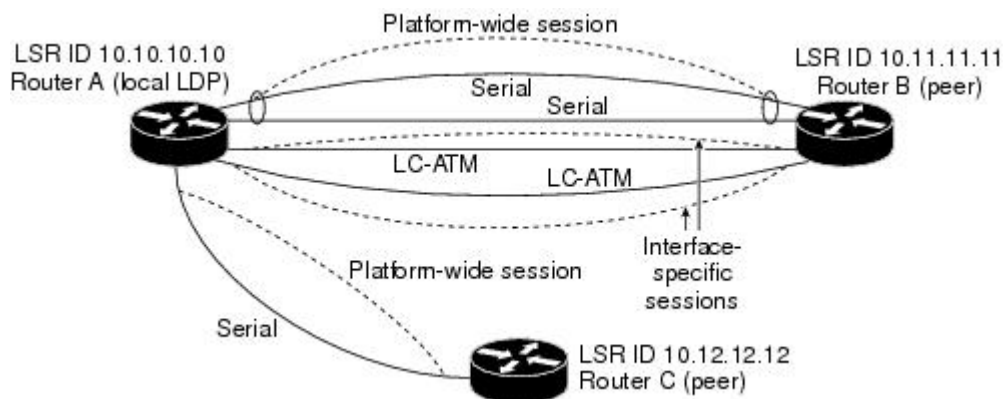 Platform-wide session
LSR ID 10.10.10.10
Router A (local LDP)
LSR ID 10.11.11.11
Router B (peer)
Serial
Serial
LC-ATM
LC-ATM
Interface-
specific
sessions
Platform-wide session
Serial
LSR ID 10.12.12.12
Router C (peer)